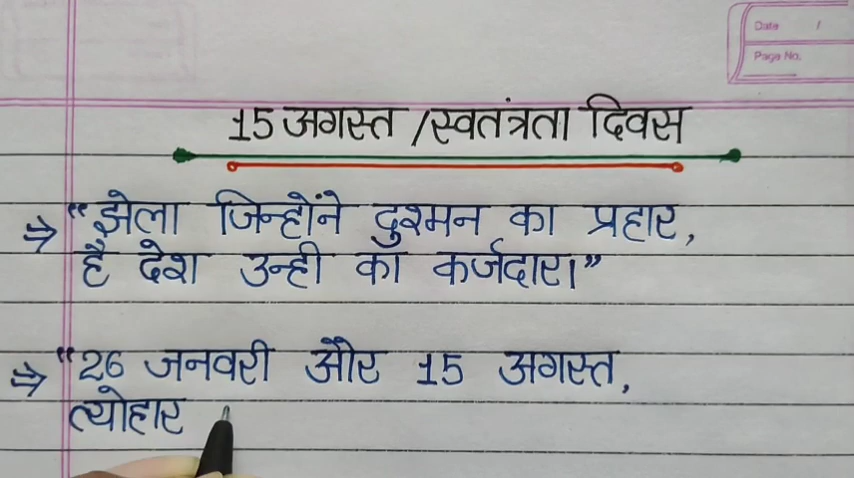 Date /
Page No.
15 अगस्त /स्वतंत्रता दिवस
⇒ "झेला जिन्होंने दुश्मन का प्रहार,
है देश उन्ही का कर्जदार।"
⇒ "26 जनवरी और 15 अगस्त,
त्योहार